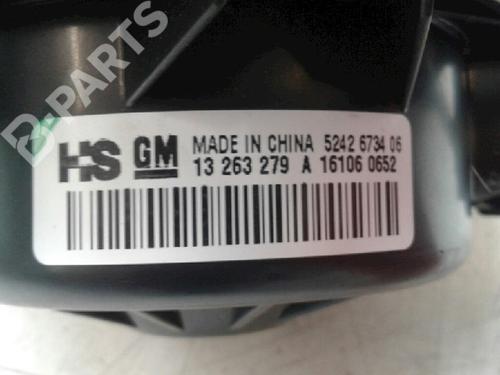 B-PARTS
HS GM MADE IN CHINA 5242 6734 06
13 263 279 A 16106 0652